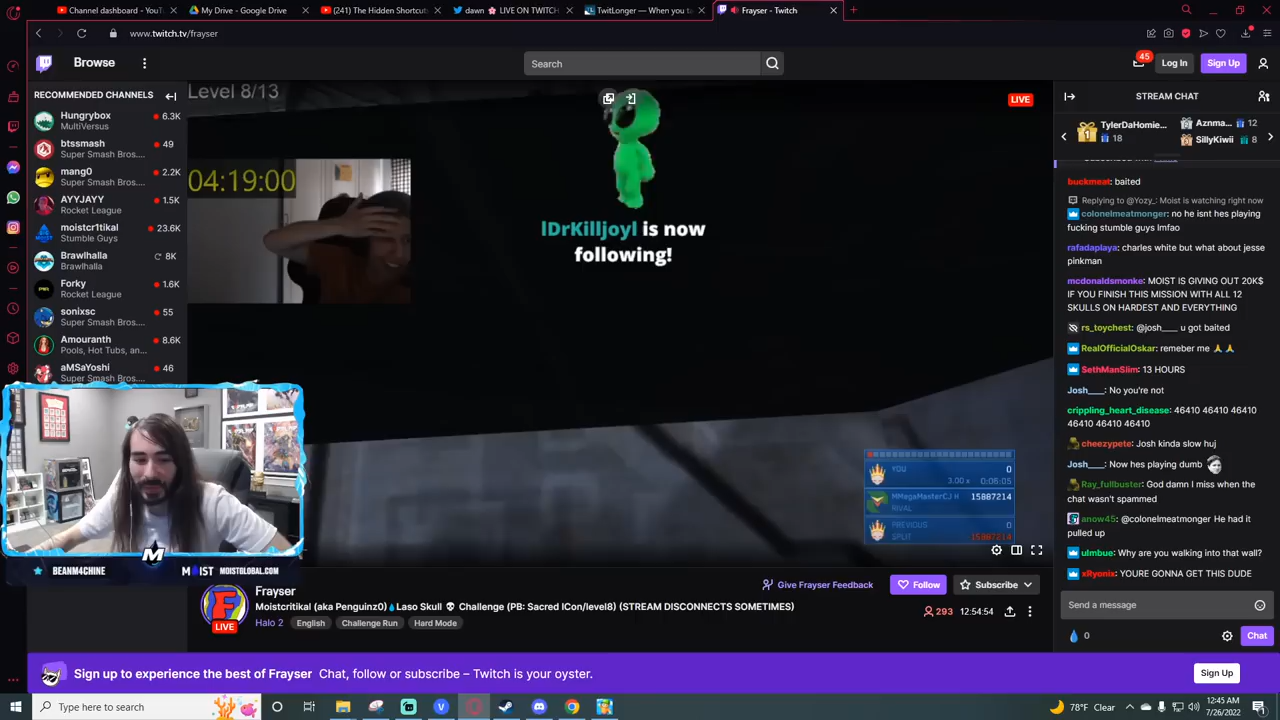 Channel dashboard - YouTu
My Drive - Google Drive
(241) The Hidden Shortcuts
dawn LIVE ON TWITCH
TwitLonger — When you ta
Frayser - Twitch
www.twitch.tv/frayser
Browse
Search
45
Log In
Sign Up
RECOMMENDED CHANNELS
Hungrybox 6.3K
MultiVersus
btssmash 49
Super Smash Bros....
mang0 2.2K
Super Smash Bros....
AYYJAYY 1.5K
Rocket League
moistcr1tikal 23.6K
Stumble Guys
Brawlhalla 8K
Brawlhalla
Forky 1.6K
Rocket League
sonixsc 55
Super Smash Bros....
Amouranth 8.6K
Pools, Hot Tubs, an...
aMSaYoshi 46
Super Smash Bros....
Level 8/13
04:19:00
lDrKilljoyl is now
following!
LIVE
YOU 0
3.00 x 0:06:05
MMegaMasterCJ H 15887214
RIVAL
PREVIOUS 0
SPLIT 15887214
BEANM4CHINE
M
MOIST MOISTGLOBAL.COM
Frayser
Give Frayser Feedback
Follow
Subscribe
LIVE
Moistcritikal (aka Penguinz0)💧Laso Skull 💀 Challenge (PB: Sacred ICon/level8) (STREAM DISCONNECTS SOMETIMES)
Halo 2 English Challenge Run Hard Mode
293 12:54:54
STREAM CHAT
TylerDaHomie...
18
1
Aznma... 12
SillyKiwii 8
buckmeat: baited
Replying to @Yozy_: Moist is watching right now
colonelmeatmonger: no he isnt hes playing
fucking stumble guys lmfao
rafadaplaya: charles white but what about jesse
pinkman
mcdonaldsmonke: MOIST IS GIVING OUT 20K$
IF YOU FINISH THIS MISSION WITH ALL 12
SKULLS ON HARDEST AND EVERYTHING
rs_toychest: @josh____ u got baited
RealOfficialOskar: remeber me 🙏 🙏
SethManSlim: 13 HOURS
Josh____: No you're not
crippling_heart_disease: 46410 46410 46410
46410 46410 46410
cheezypete: Josh kinda slow huj
Josh____: Now hes playing dumb
Ray_fullbuster: God damn I miss when the
chat wasn't spammed
anow45: @colonelmeatmonger He had it
pulled up
ulmbue: Why are you walking into that wall?
xRyonis: YOURE GONNA GET THIS DUDE
Send a message
0
Chat
Sign up to experience the best of Frayser Chat, follow or subscribe – Twitch is your oyster.
Sign Up
Type here to search
78°F Clear
12:45 AM
7/26/2022